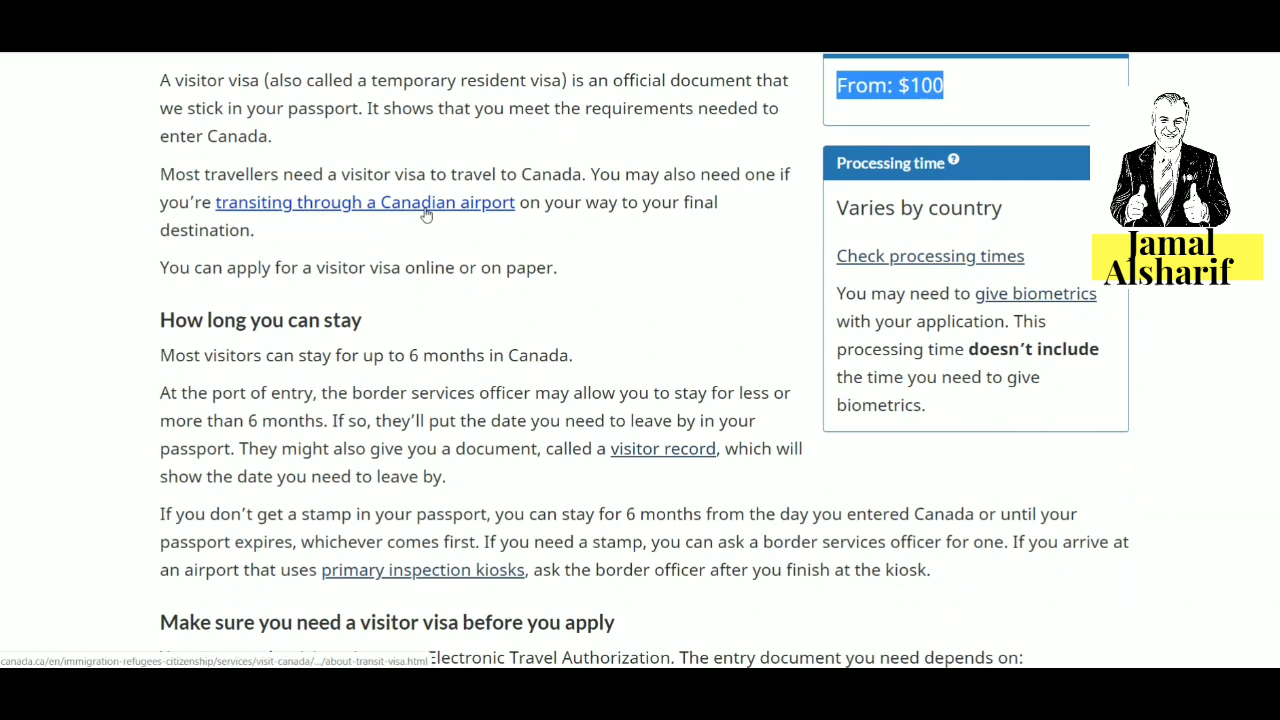 A visitor visa (also called a temporary resident visa) is an official document that
we stick in your passport. It shows that you meet the requirements needed to
enter Canada.
Most travellers need a visitor visa to travel to Canada. You may also need one if
you're transiting through a Canadian airport on your way to your final
destination.
You can apply for a visitor visa online or on paper.
How long you can stay
Most visitors can stay for up to 6 months in Canada.
At the port of entry, the border services officer may allow you to stay for less or
more than 6 months. If so, they'll put the date you need to leave by in your
passport. They might also give you a document, called a visitor record, which will
show the date you need to leave by.
If you don't get a stamp in your passport, you can stay for 6 months from the day you entered Canada or until your
passport expires, whichever comes first. If you need a stamp, you can ask a border services officer for one. If you arrive at
an airport that uses primary inspection kiosks, ask the border officer after you finish at the kiosk.
Make sure you need a visitor visa before you apply
Electronic Travel Authorization. The entry document you need depends on:
canada.ca/en/immigration-refugees-citizenship/services/visit-canada/.../about-transit-visa.html
From: $100
Processing time ?
Varies by country
Check processing times
You may need to give biometrics
with your application. This
processing time doesn't include
the time you need to give
biometrics.
Jamal
Alsharif